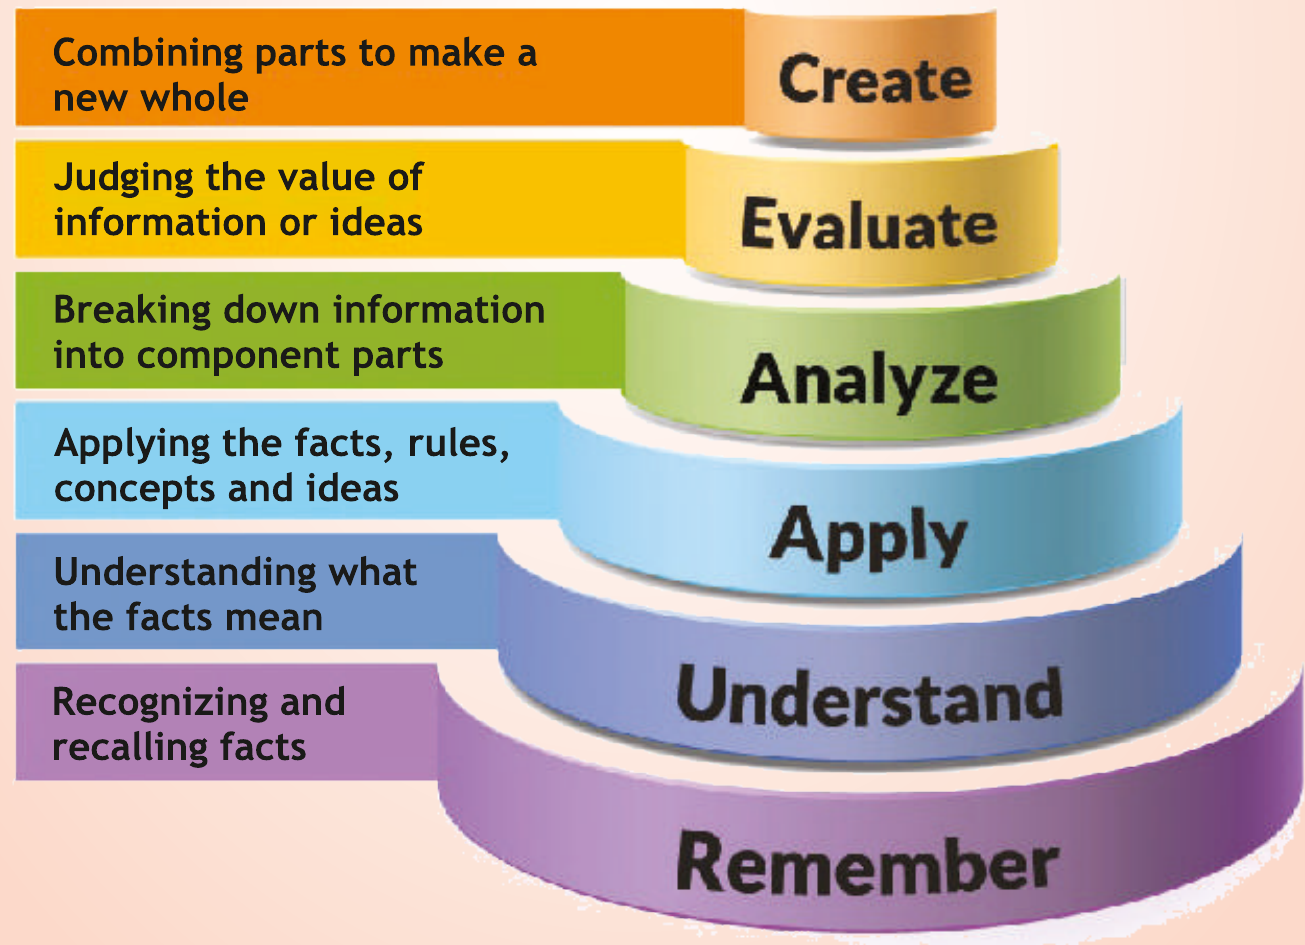 Combining parts to make a
new whole
Create
Judging the value of
information or ideas
Evaluate
Breaking down information
into component parts
Analyze
Applying the facts, rules,
concepts and ideas
Apply
Understanding what
the facts mean
Understand
Recognizing and
recalling facts
Remember